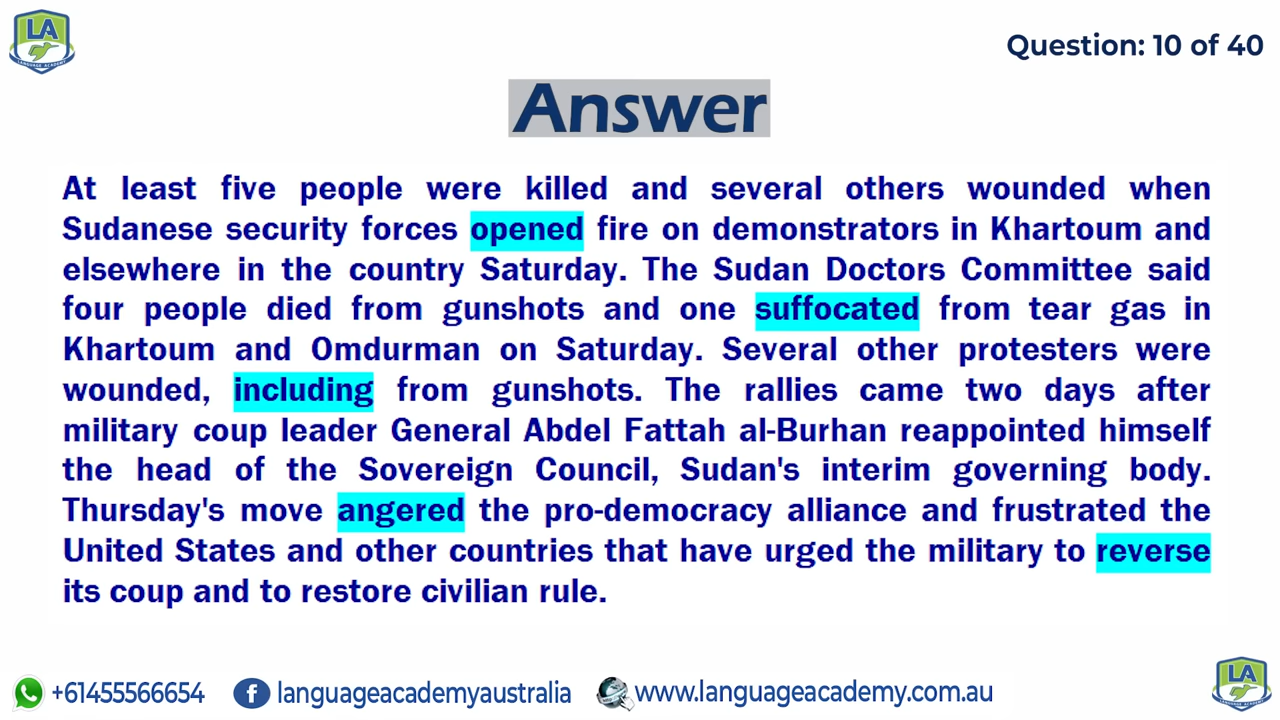 LA
LANGUAGE ACADEMY
Question: 10 of 40
Answer
At least five people were killed and several others wounded when
Sudanese security forces opened fire on demonstrators in Khartoum and
elsewhere in the country Saturday. The Sudan Doctors Committee said
four people died from gunshots and one suffocated from tear gas in
Khartoum and Omdurman on Saturday. Several other protesters were
wounded, including from gunshots. The rallies came two days after
military coup leader General Abdel Fattah al-Burhan reappointed himself
the head of the Sovereign Council, Sudan's interim governing body.
Thursday's move angered the pro-democracy alliance and frustrated the
United States and other countries that have urged the military to reverse
its coup and to restore civilian rule.
+61455566654 languageacademyaustralia www.languageacademy.com.au
LA
LANGUAGE ACADEMY